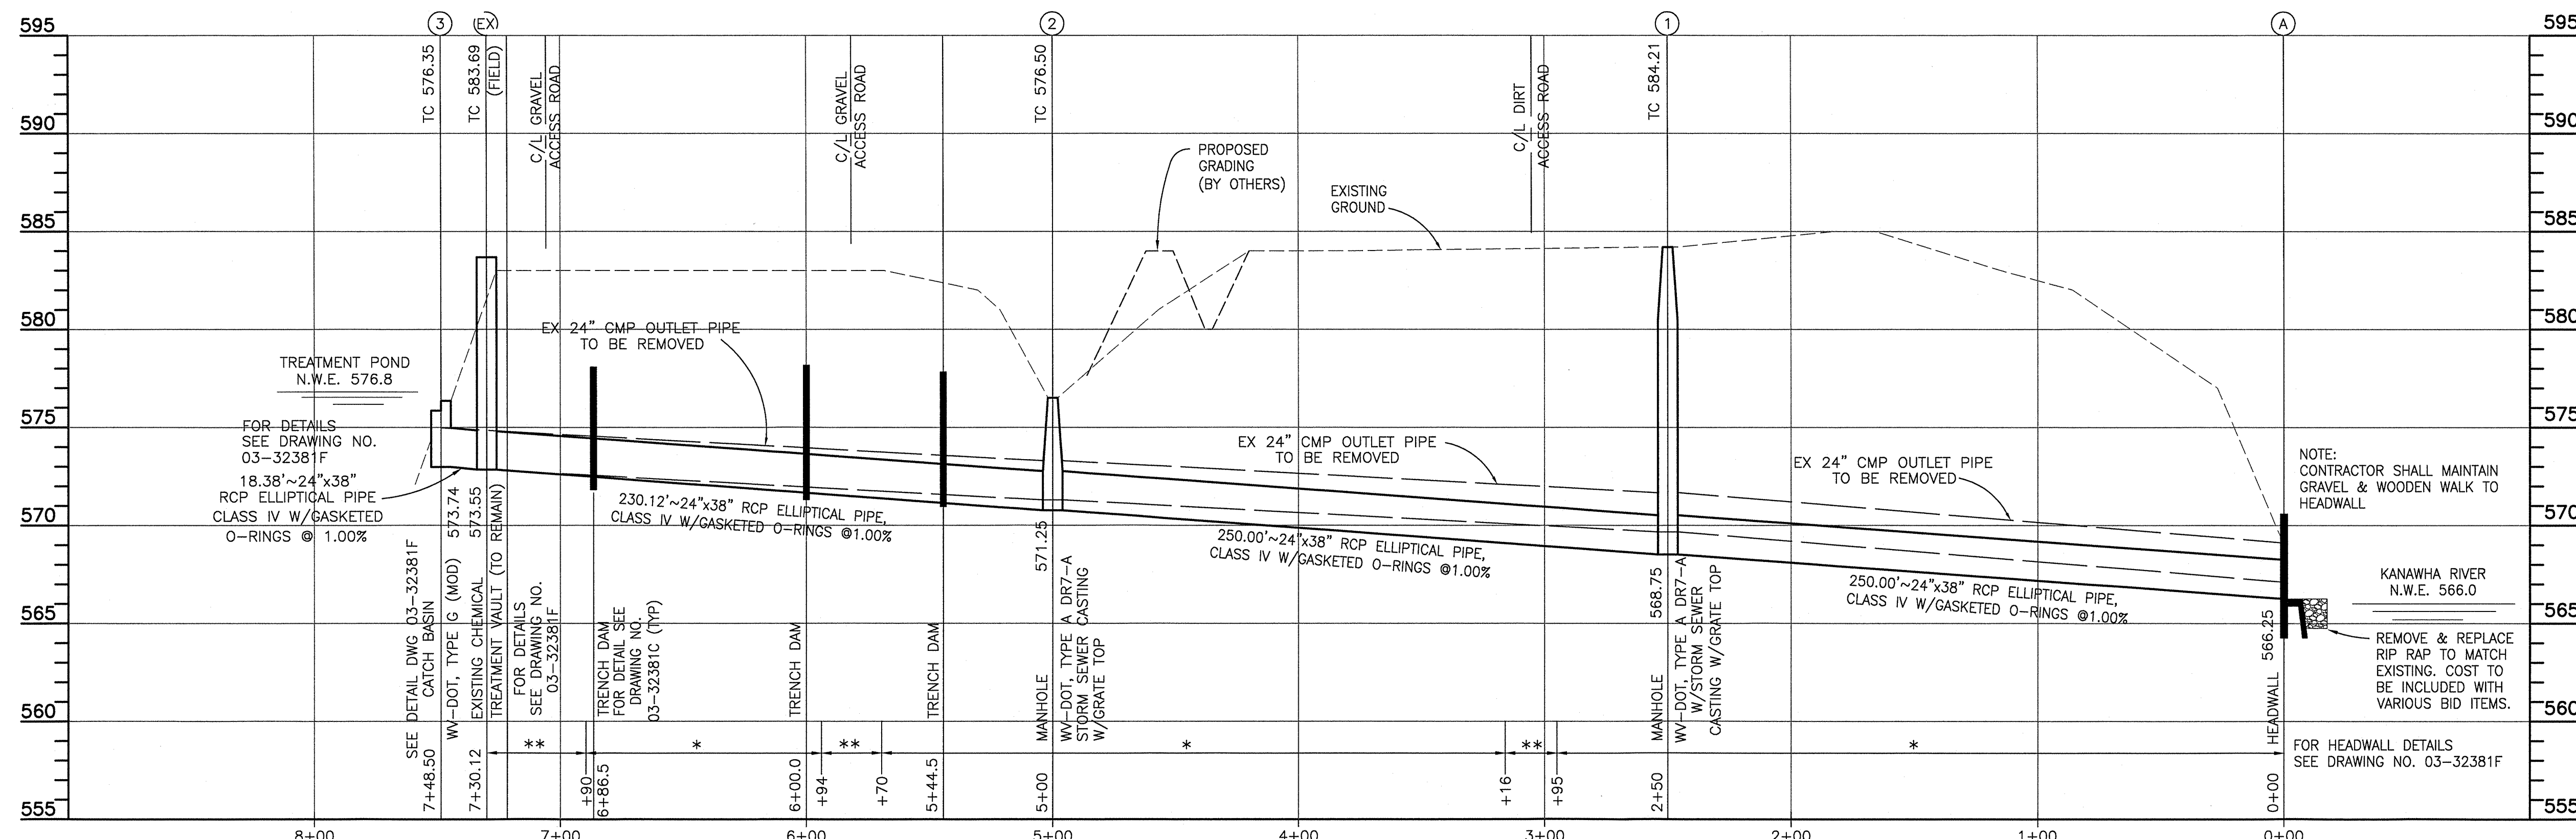 3
(EX)
2
1
A
595
590
585
580
575
570
565
560
555
595
590
585
580
575
570
565
560
555
TC 576.35
TC 583.69
(FIELD)
C/L GRAVEL
ACCESS ROAD
C/L GRAVEL
ACCESS ROAD
TC 576.50
C/L DIRT
ACCESS ROAD
TC 584.21
PROPOSED
GRADING
(BY OTHERS)
EXISTING
GROUND
EX 24" CMP OUTLET PIPE
TO BE REMOVED
TREATMENT POND
N.W.E. 576.8
FOR DETAILS
SEE DRAWING NO.
03-32381F
18.38'~24"x38"
RCP ELLIPTICAL PIPE
CLASS IV W/GASKETED
O-RINGS @ 1.00%
230.12'~24"x38" RCP ELLIPTICAL PIPE,
CLASS IV W/GASKETED O-RINGS @1.00%
EX 24" CMP OUTLET PIPE
TO BE REMOVED
250.00'~24"x38" RCP ELLIPTICAL PIPE,
CLASS IV W/GASKETED O-RINGS @1.00%
EX 24" CMP OUTLET PIPE
TO BE REMOVED
250.00'~24"x38" RCP ELLIPTICAL PIPE,
CLASS IV W/GASKETED O-RINGS @1.00%
NOTE:
CONTRACTOR SHALL MAINTAIN
GRAVEL & WOODEN WALK TO
HEADWALL
KANAWHA RIVER
N.W.E. 566.0
REMOVE & REPLACE
RIP RAP TO MATCH
EXISTING. COST TO
BE INCLUDED WITH
VARIOUS BID ITEMS.
FOR HEADWALL DETAILS
SEE DRAWING NO. 03-32381F
SEE DETAIL DWG 03-32381F
CATCH BASIN
7+48.50
WV-DOT, TYPE G (MOD) 573.74
7+30.12 EXISTING CHEMICAL 573.55
TREATMENT VAULT (TO REMAIN)
FOR DETAILS
SEE DRAWING NO.
03-32381F
**
+90
6+86.5
TRENCH DAM
FOR DETAIL SEE
DRAWING NO.
03-32381C (TYP)
*
6+00.0 TRENCH DAM
+94
**
+70
5+44.5 TRENCH DAM
5+00 MANHOLE 571.25
WV-DOT, TYPE A DR7-A
STORM SEWER CASTING
W/GRATE TOP
*
+16
**
+95
2+50 MANHOLE 568.75
WV-DOT, TYPE A DR7-A
W/STORM SEWER
CASTING W/GRATE TOP
*
0+00 HEADWALL 566.25
8+00
7+00
6+00
5+00
4+00
3+00
2+00
1+00
0+00